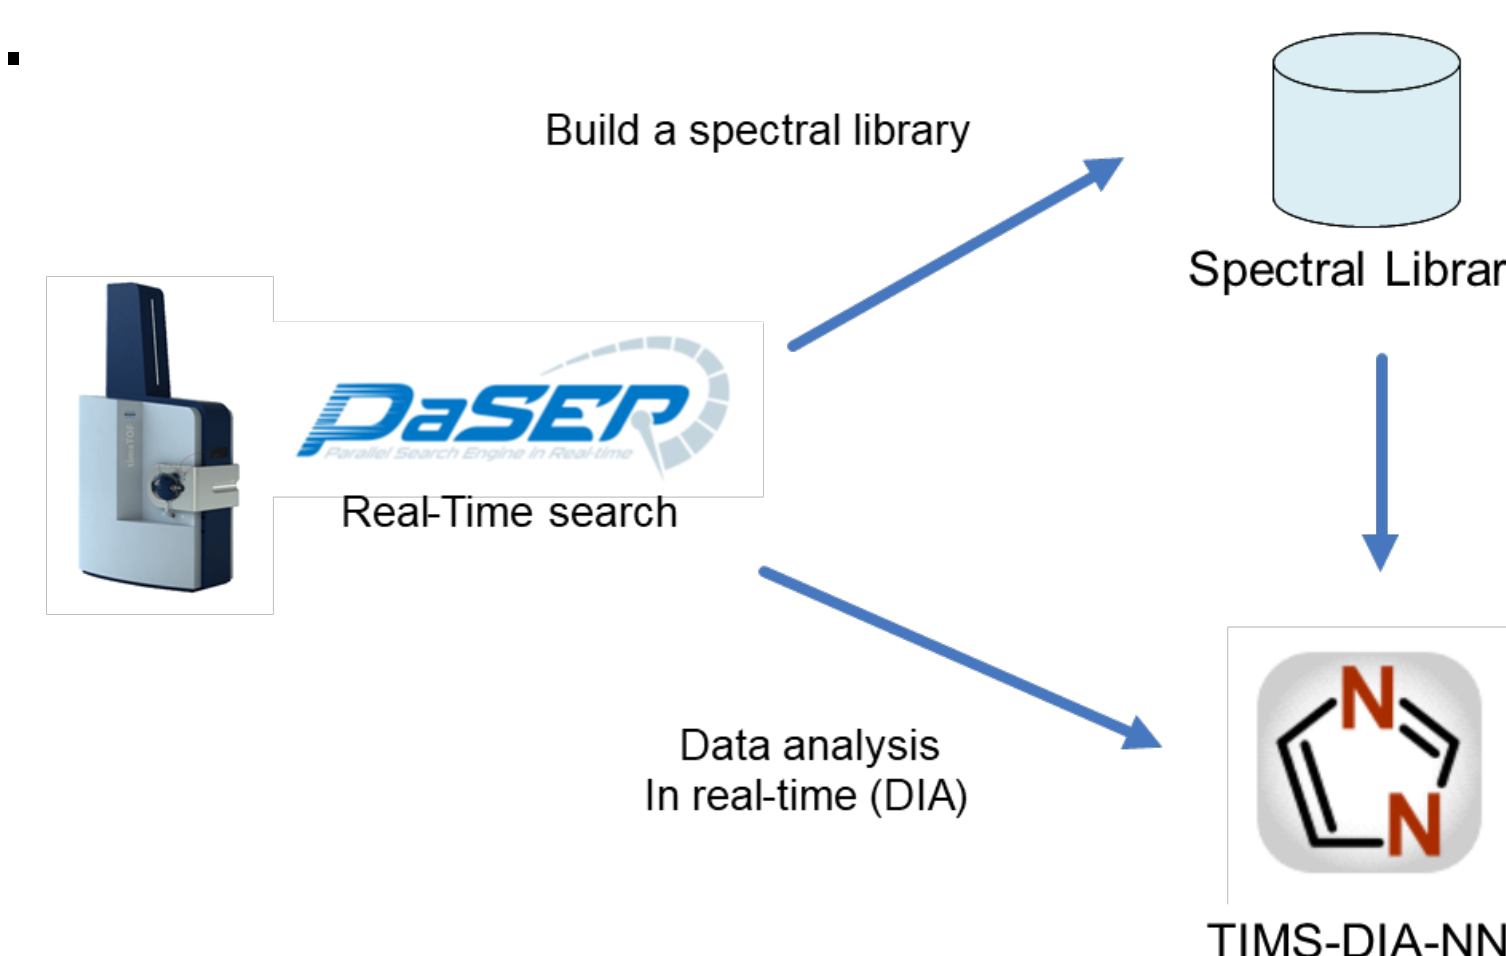 Build a spectral library
Spectral Librar
timsTOF
PaSER
Parallel Search Engine in Real-time
Real-Time search
Data analysis
In real-time (DIA)
N
N
TIMS-DIA-NN